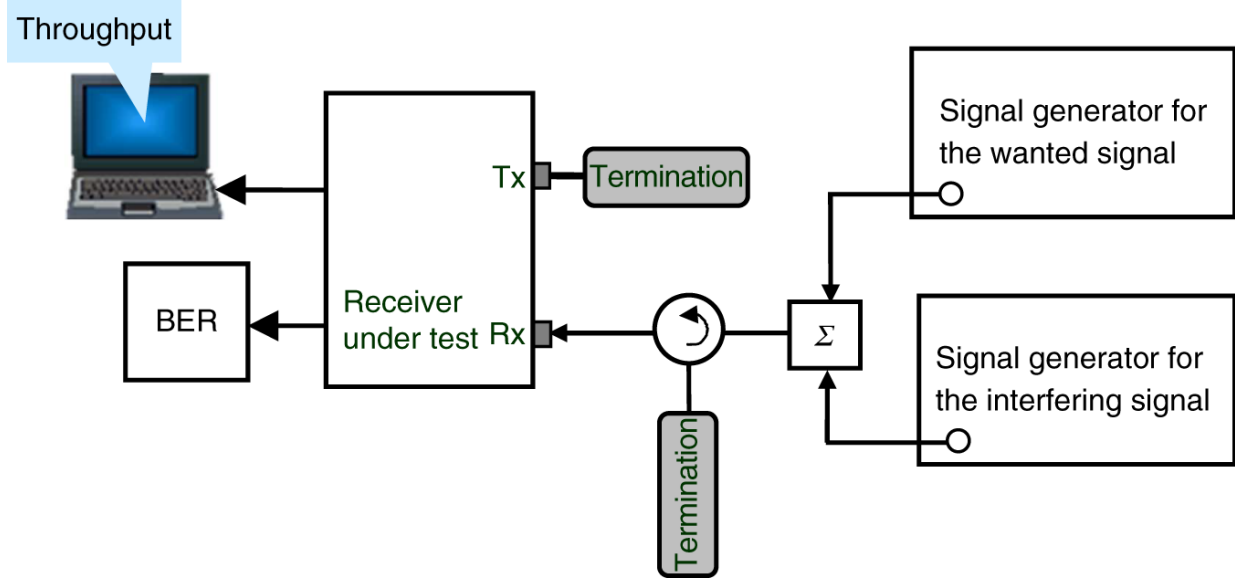 Throughput
Signal generator for
the wanted signal
Tx
Termination
BER
Receiver
under test
Rx
Σ
Signal generator for
the interfering signal
Termination